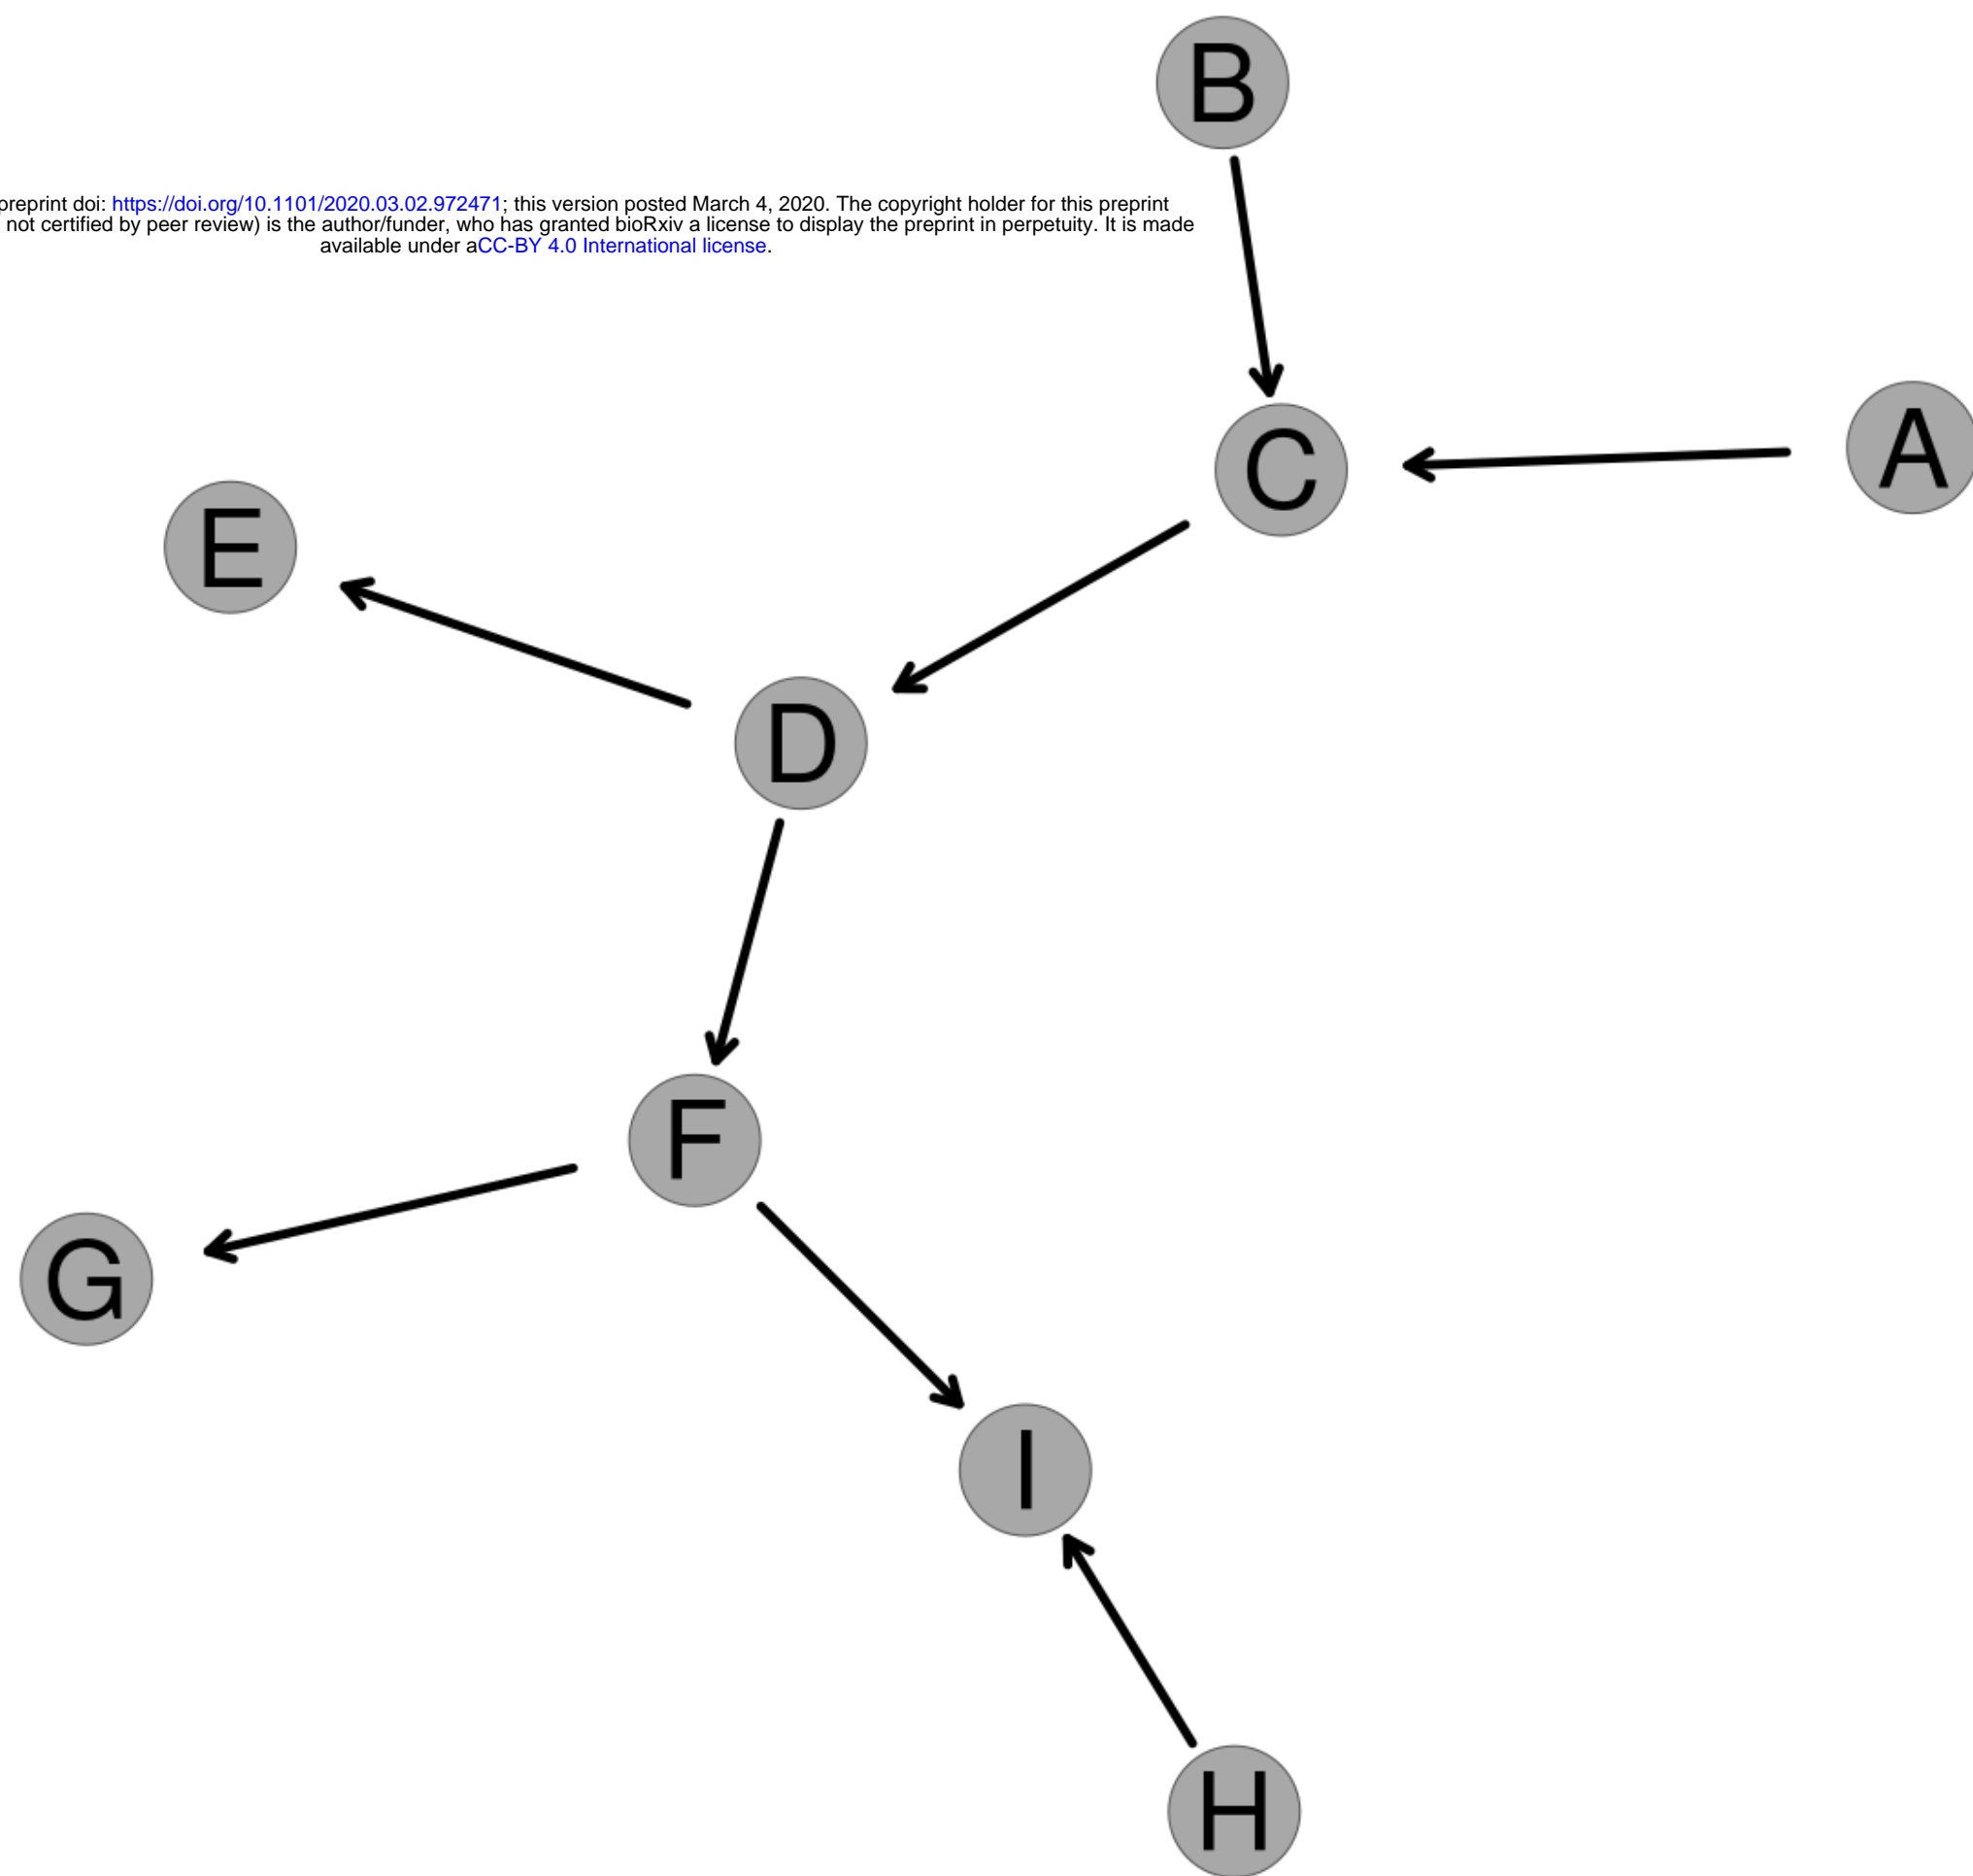 B
preprint doi: https://doi.org/10.1101/2020.03.02.972471; this version posted March 4, 2020. The copyright holder for this preprint
not certified by peer review) is the author/funder, who has granted bioRxiv a license to display the preprint in perpetuity. It is made
available under aCC-BY 4.0 International license.
A
C
E
D
F
G
I
H